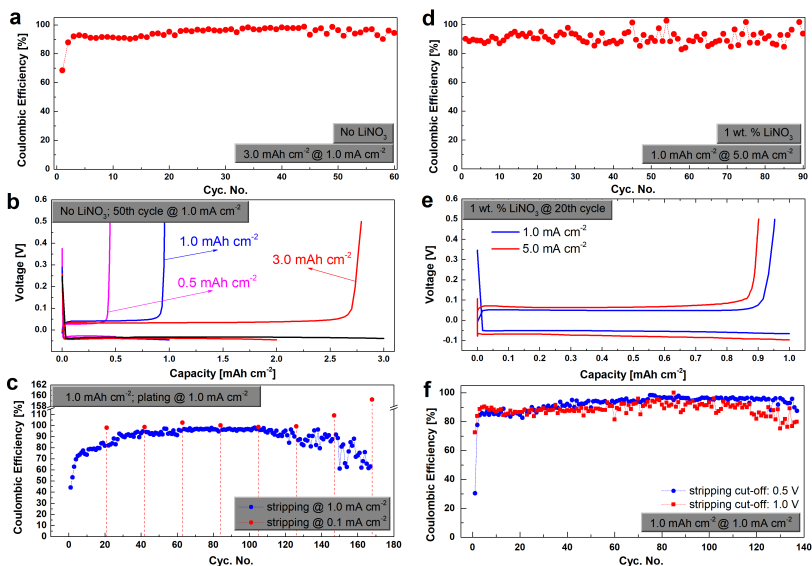 a
Coulombic Efficiency [%]
100
80
60
40
20
0
No LiNO3
3.0 mAh cm-2@ 1.0 mA cm-2
0 10 20 30 40 50 60
Cyc. No.
d
Coulombic Efficiency [%]
100
80
60
40
20
0
1 wt. % LiNO3
1.0 mAh cm-2@ 5.0 mA cm-2
0 10 20 30 40 50 60 70 80 90
Cyc. No.
b
Voltage [V]
0.6
0.5
0.4
0.3
0.2
0.1
0.0
No LiNO3; 50th cycle @ 1.0 mA cm-2
1.0 mAh cm-2
3.0 mAh cm-2
0.5 mAh cm-2
0.0 0.5 1.0 1.5 2.0 2.5 3.0
Capacity [mAh cm-2]
e
Voltage [V]
0.6
0.5
0.4
0.3
0.2
0.1
0.0
-0.1
1 wt. % LiNO3 @ 20th cycle
1.0 mA cm-2
5.0 mA cm-2
0.0 0.1 0.2 0.3 0.4 0.5 0.6 0.7 0.8 0.9 1.0
Capacity [mAh cm-2]
c
Coulombic Efficiency [%]
162
160
158
110
100
90
80
70
60
50
40
30
20
10
0
1.0 mAh cm-2; plating @ 1.0 mA cm-2
stripping @ 1.0 mA cm-2
stripping @ 0.1 mA cm-2
0 20 40 60 80 100 120 140 160 180
Cyc. No.
f
Coulombic Efficiency [%]
100
80
60
40
20
0
stripping cut-off: 0.5 V
stripping cut-off: 1.0 V
1.0 mAh cm-2 @ 1.0 mA cm-2
0 20 40 60 80 100 120 140
Cyc. No.